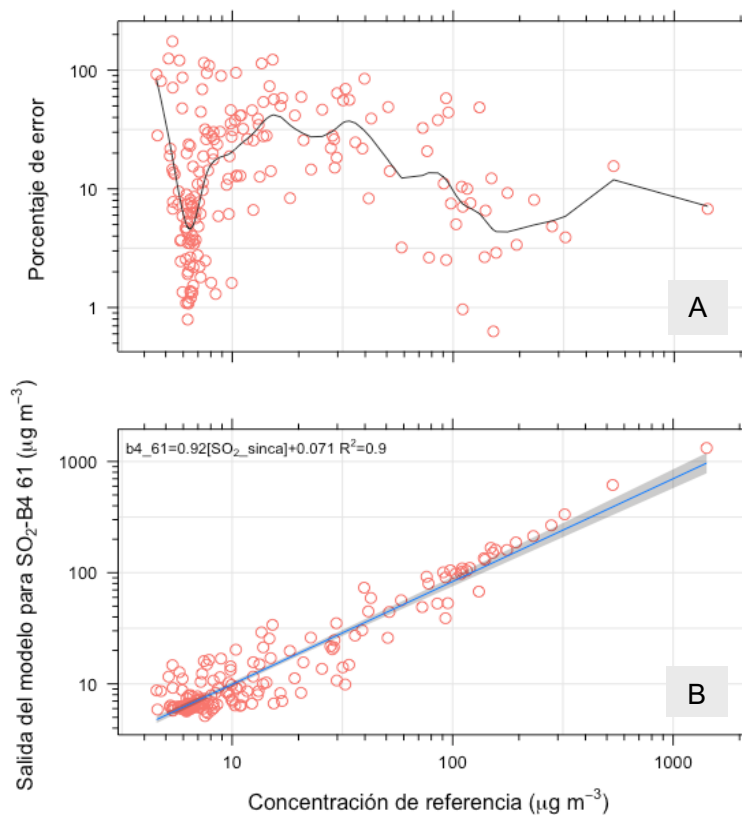 Porcentaje de error
100
10
1
A
Salida del modelo para SO₂-B4 61 (μg m⁻³)
b4_61=0.92[SO₂_sinca]+0.071 R²=0.9
1000
100
10
B
10
100
1000
Concentración de referencia (μg m⁻³)